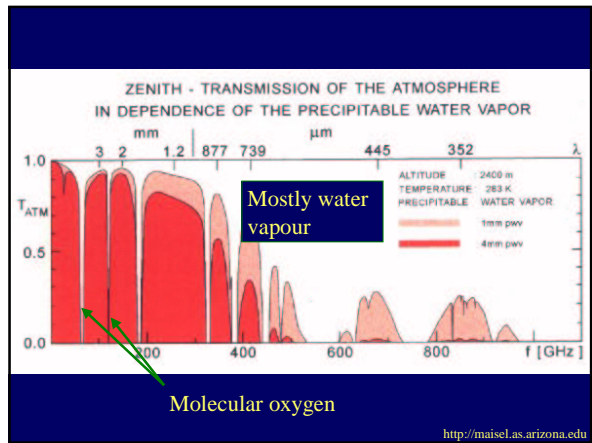 ZENITH - TRANSMISSION OF THE ATMOSPHERE
IN DEPENDENCE OF THE PRECIPITABLE WATER VAPOR
mm μm
3 2 1.2 877 739 445 352 λ
1.0
T ATM
0.5
0.0
Mostly water
vapour
ALTITUDE : 2400 m
TEMPERATURE : 283 K
PRECIPITABLE WATER VAPOR:
1mm pwv
4mm pwv
200 400 600 800 f [GHz]
Molecular oxygen
http://maisel.as.arizona.edu